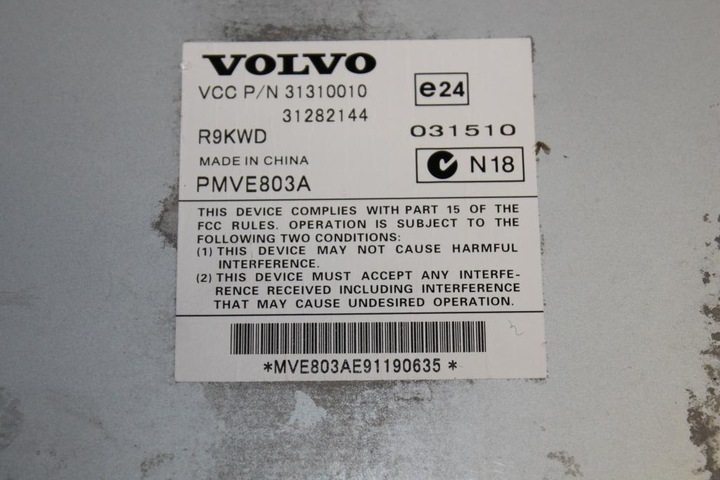 VOLVO
VCC P/N 31310010
e24
31282144
R9KWD
031510
MADE IN CHINA
N18
PMVE803A
THIS DEVICE COMPLIES WITH PART 15 OF THE
FCC RULES. OPERATION IS SUBJECT TO THE
FOLLOWING TWO CONDITIONS:
(1) THIS DEVICE MAY NOT CAUSE HARMFUL
INTERFERENCE.
(2) THIS DEVICE MUST ACCEPT ANY INTERFE-
RENCE RECEIVED INCLUDING INTERFERENCE
THAT MAY CAUSE UNDESIRED OPERATION.
*MVE803AE91190635*